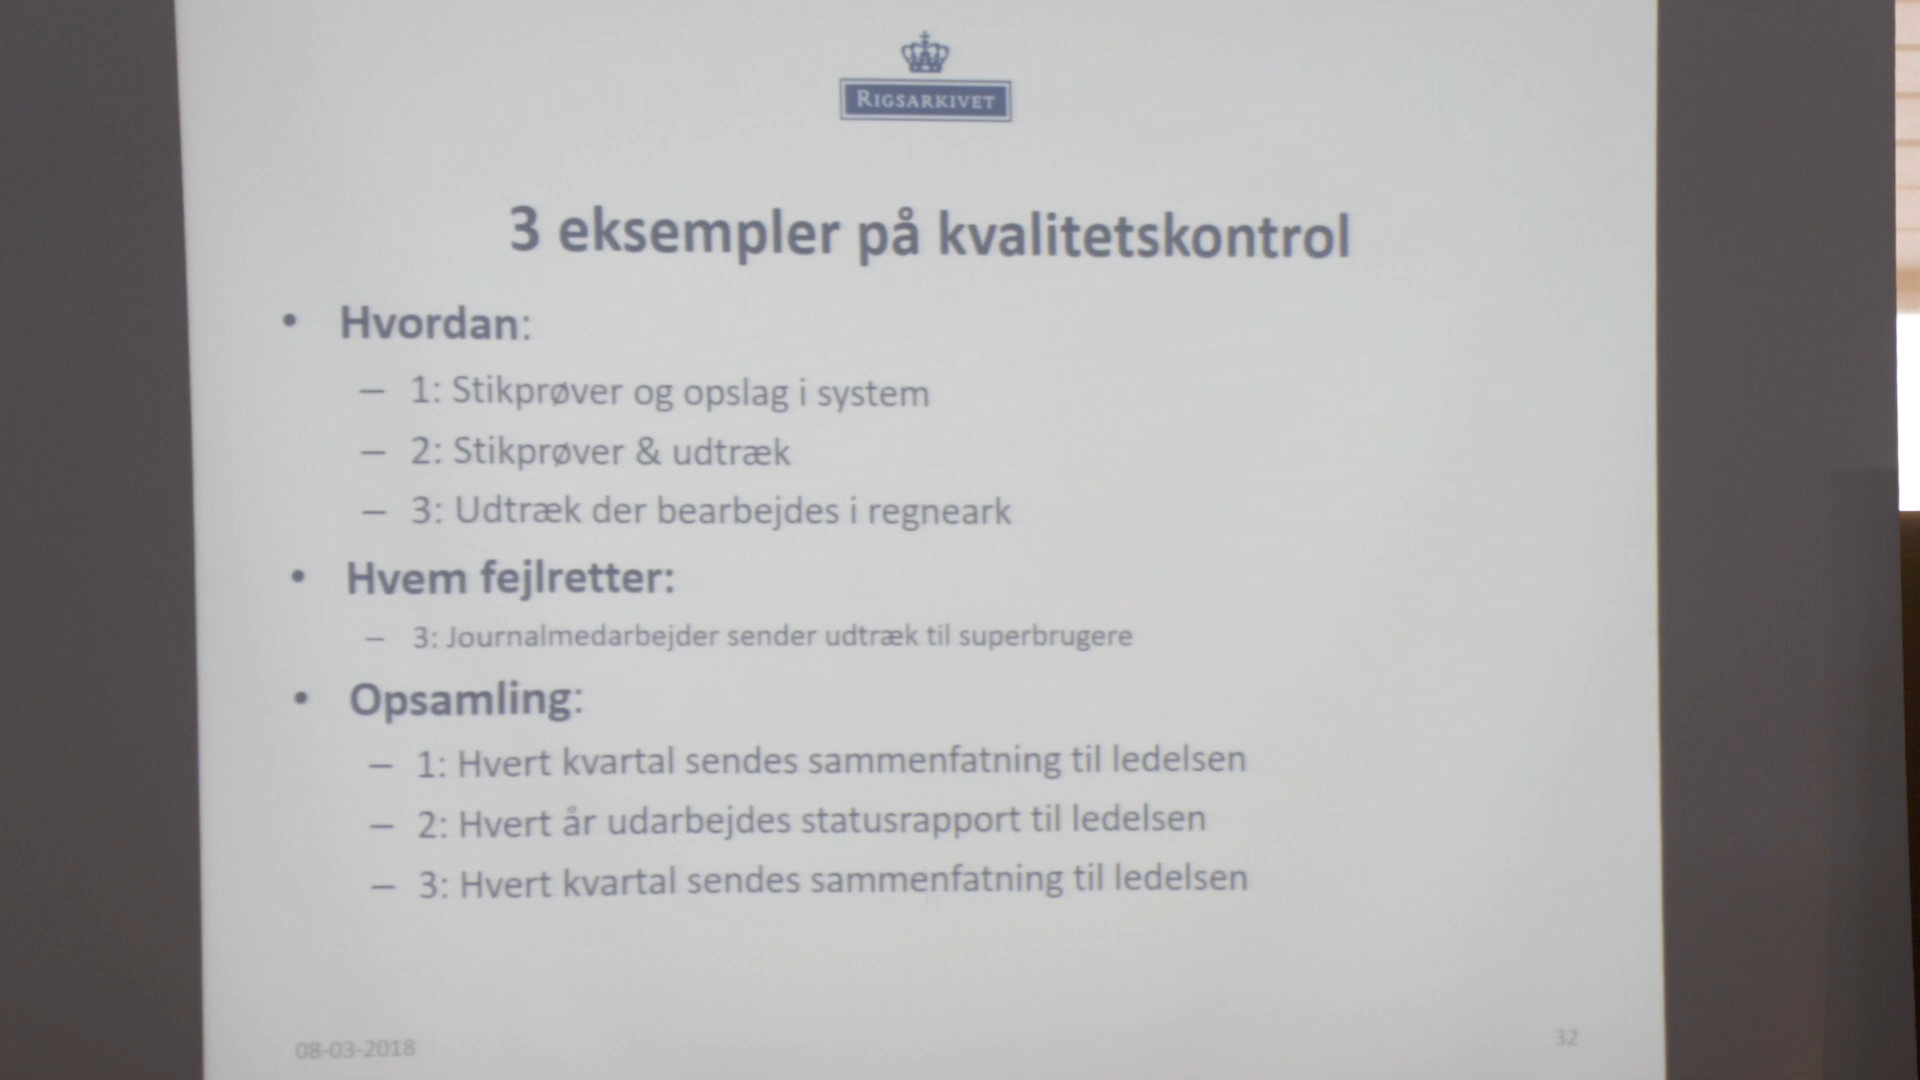 RIGSARKIVET
3 eksempler på kvalitetskontrol
• Hvordan:
– 1: Stikprøver og opslag i system
– 2: Stikprøver & udtræk
– 3: Udtræk der bearbejdes i regneark
• Hvem fejlretter:
– 3: Journalmedarbejder sender udtræk til superbrugere
• Opsamling:
– 1: Hvert kvartal sendes sammenfatning til ledelsen
– 2: Hvert år udarbejdes statusrapport til ledelsen
– 3: Hvert kvartal sendes sammenfatning til ledelsen
08-03-2018
32